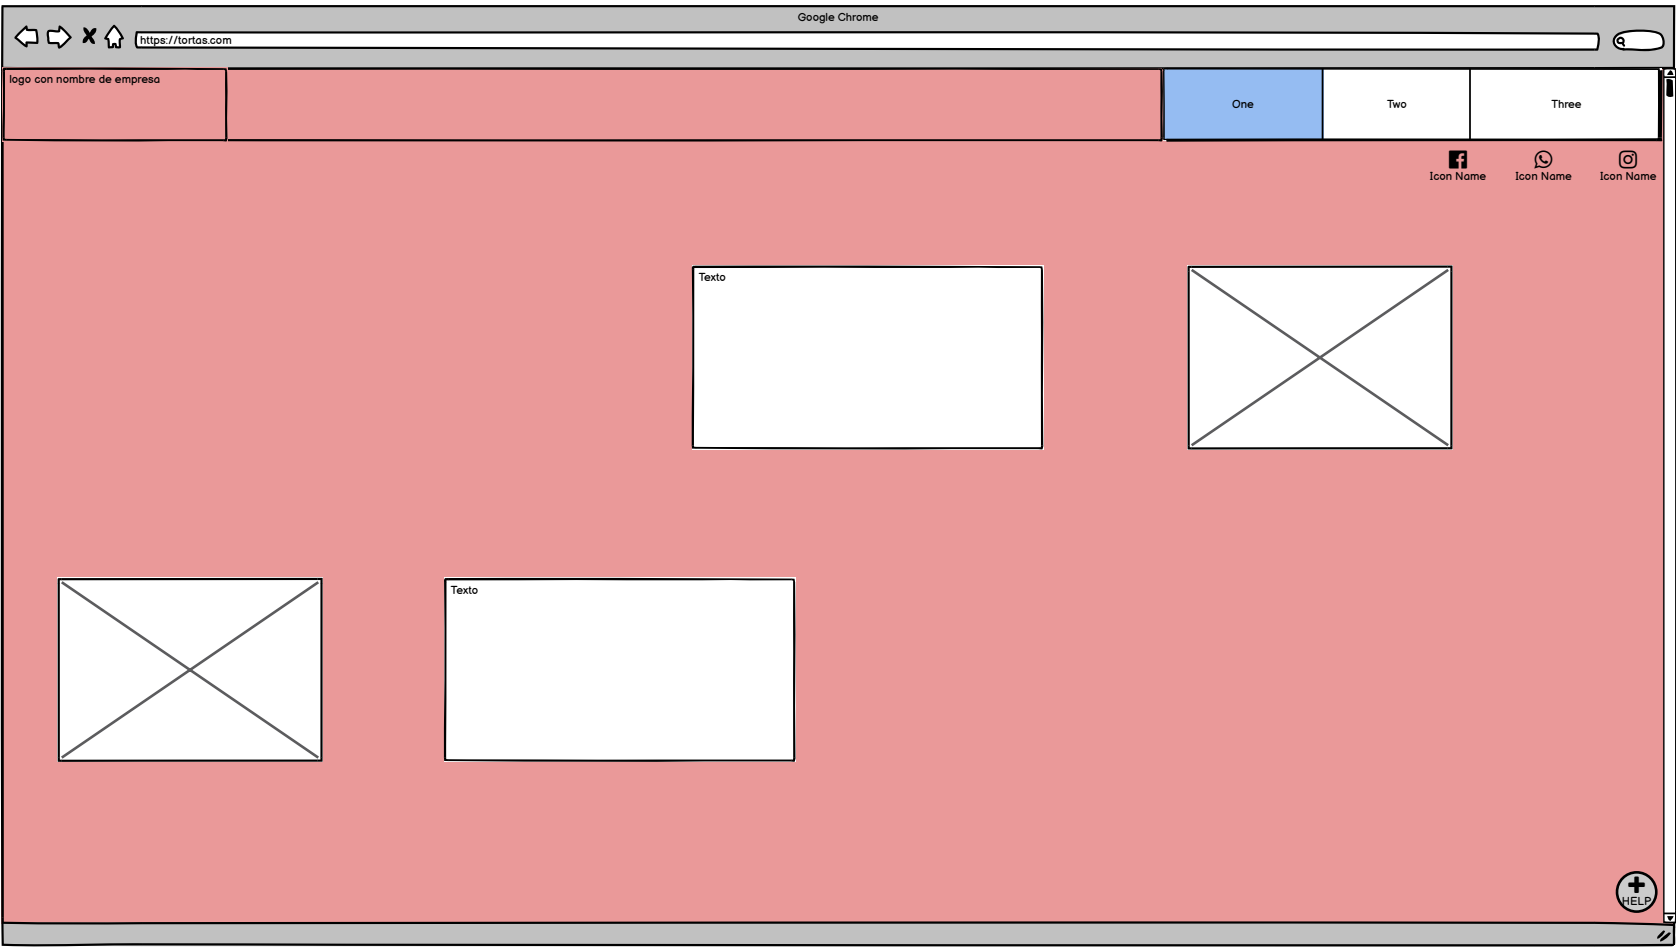 Google Chrome
https://tortas.com
logo con nombre de empresa
One
Two
Three
Icon Name
Icon Name
Icon Name
Texto
Texto
HELP